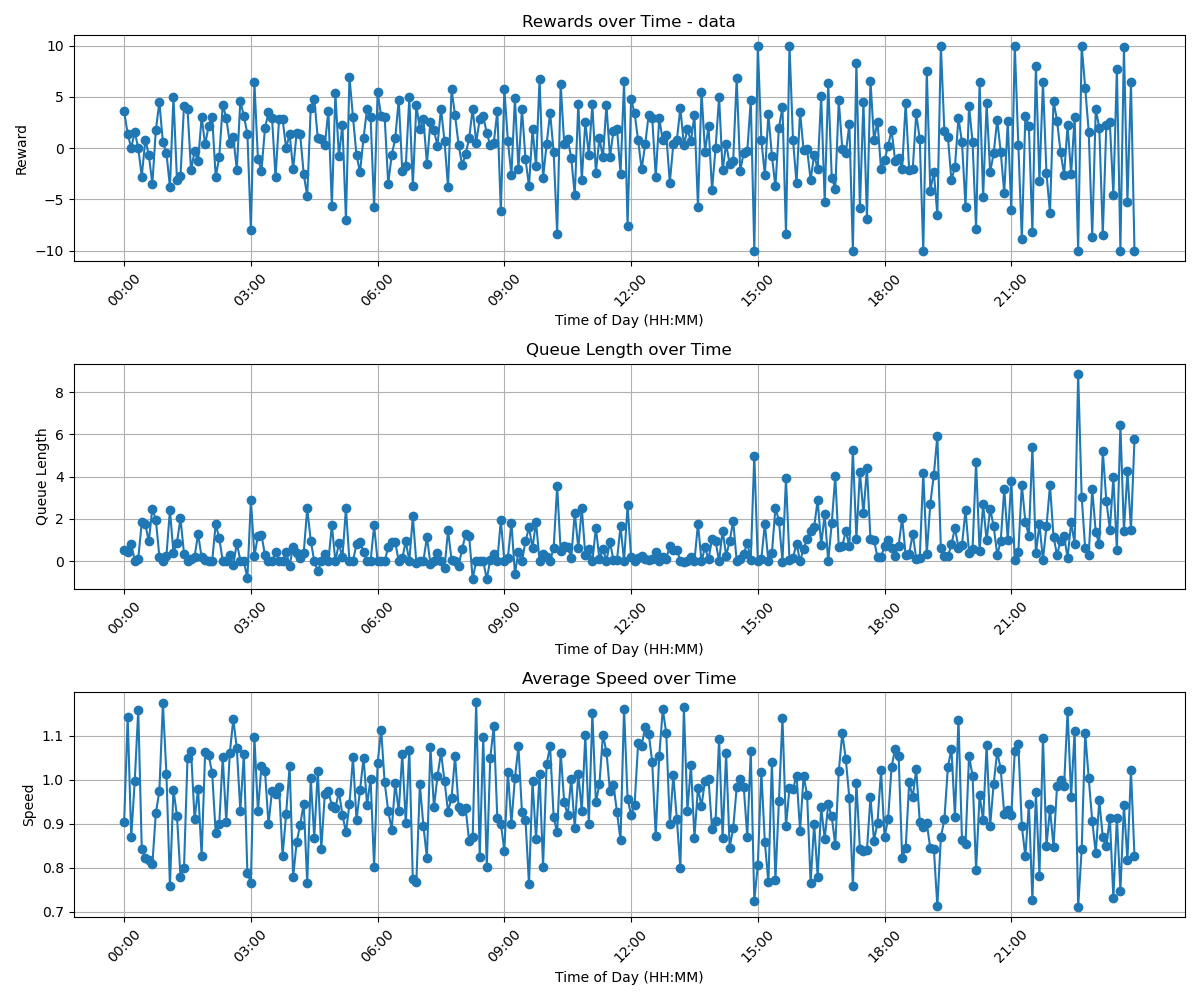 Rewards over Time - data
10
5
0
−5
−10
Reward
00:00 03:00 06:00 09:00 12:00 15:00 18:00 21:00
Time of Day (HH:MM)
Queue Length over Time
8
6
4
2
0
Queue Length
00:00 03:00 06:00 09:00 12:00 15:00 18:00 21:00
Time of Day (HH:MM)
Average Speed over Time
1.1
1.0
0.9
0.8
0.7
Speed
00:00 03:00 06:00 09:00 12:00 15:00 18:00 21:00
Time of Day (HH:MM)